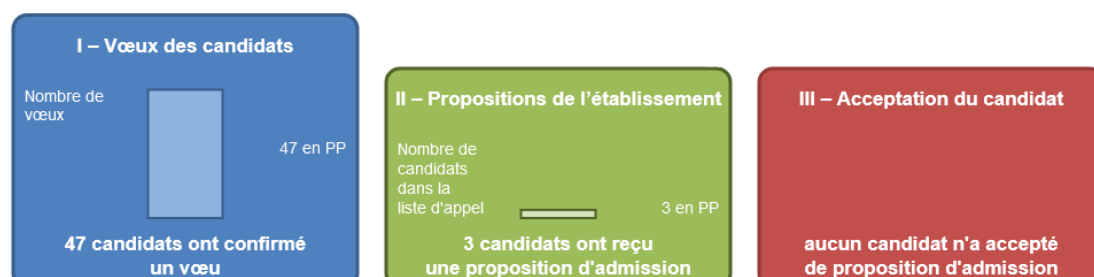 I – Vœux des candidats
Nombre de
vœux
47 en PP
47 candidats ont confirmé
un vœu
II – Propositions de l'établissement
Nombre de
candidats
dans la
liste d'appel
3 en PP
3 candidats ont reçu
une proposition d'admission
III – Acceptation du candidat
aucun candidat n'a accepté
de proposition d'admission